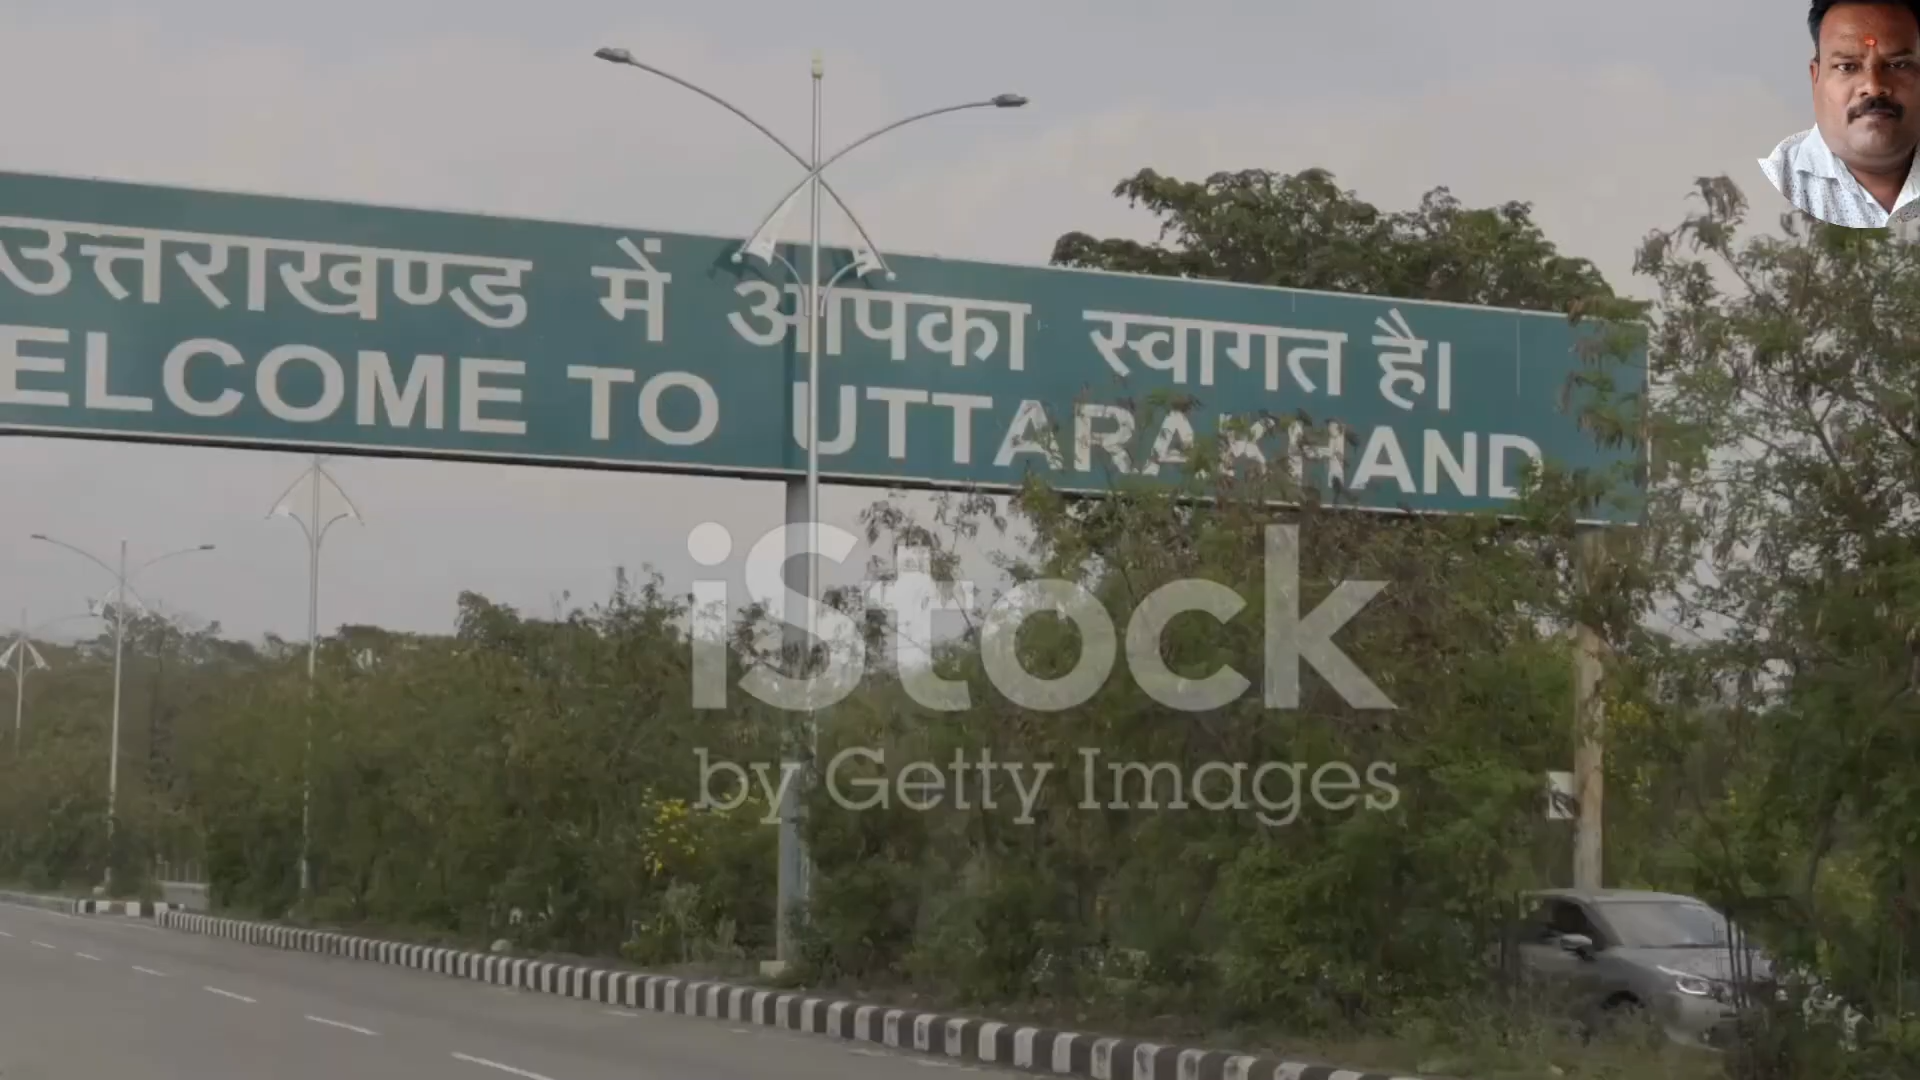 उत्तराखण्ड में आपका स्वागत है।
ELCOME TO UTTARAKHAND
iStock
by Getty Images